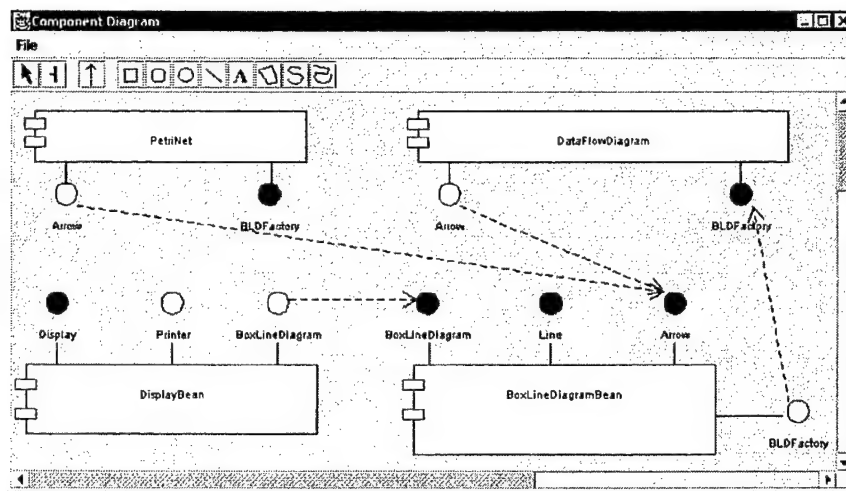 Component Diagram
File
A
PetriNet
DataFlowDiagram
Arrow
BLDFactory
Arrow
BLDFactory
Display
Printer
BoxLineDiagram
BoxLineDiagram
Line
Arrow
DisplayBean
BoxLineDiagramBean
BLDFactory